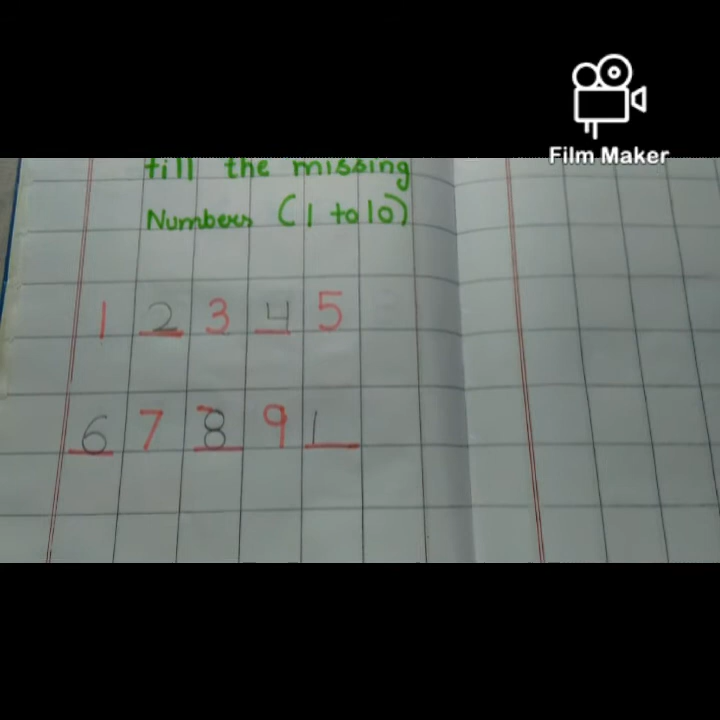 Film Maker
fill the missing
Numbers (1 to 10)
1 2 3 4 5
6 7 8 9 1